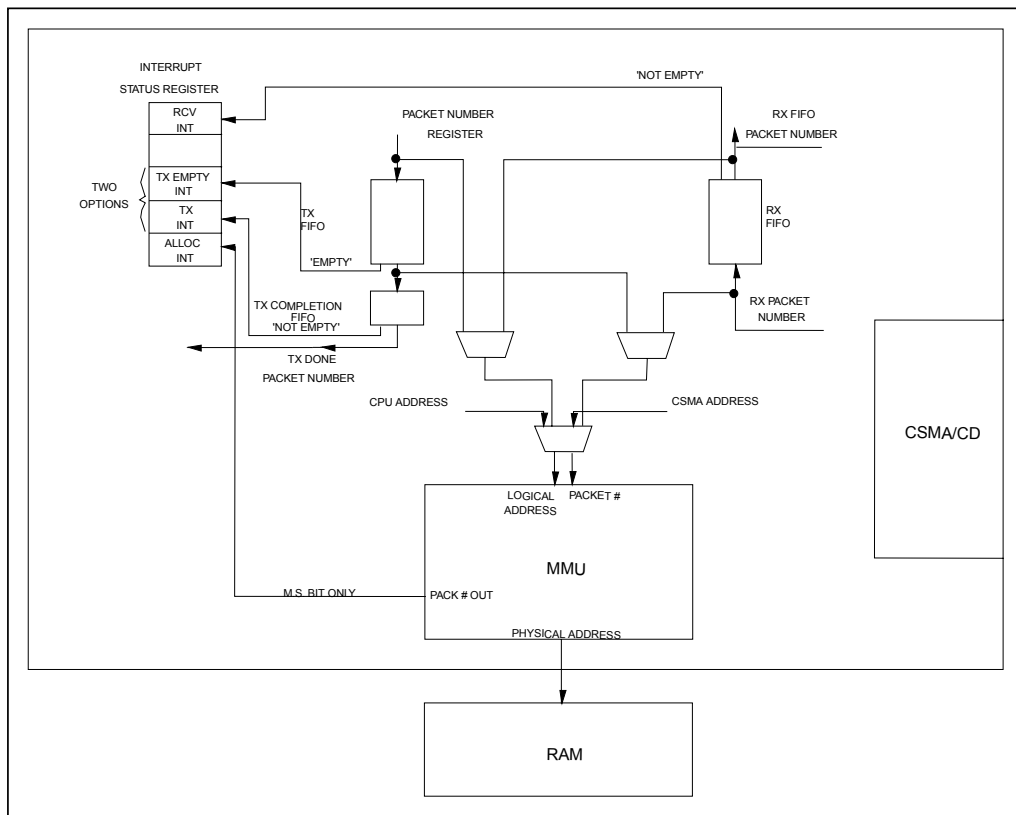 INTERRUPT
STATUS REGISTER
RCV
INT
TX EMPTY
INT
TX
INT
ALLOC
INT
TWO
OPTIONS
'NOT EMPTY'
PACKET NUMBER
REGISTER
RX FIFO
PACKET NUMBER
TX
FIFO
RX
FIFO
'EMPTY'
TX COMPLETION
FIFO
'NOT EMPTY'
TX DONE
PACKET NUMBER
RX PACKET
NUMBER
CPU ADDRESS
CSMA ADDRESS
CSMA/CD
LOGICAL
ADDRESS
PACKET #
MMU
M.S. BIT ONLY
PACK # OUT
PHYSICAL ADDRESS
RAM